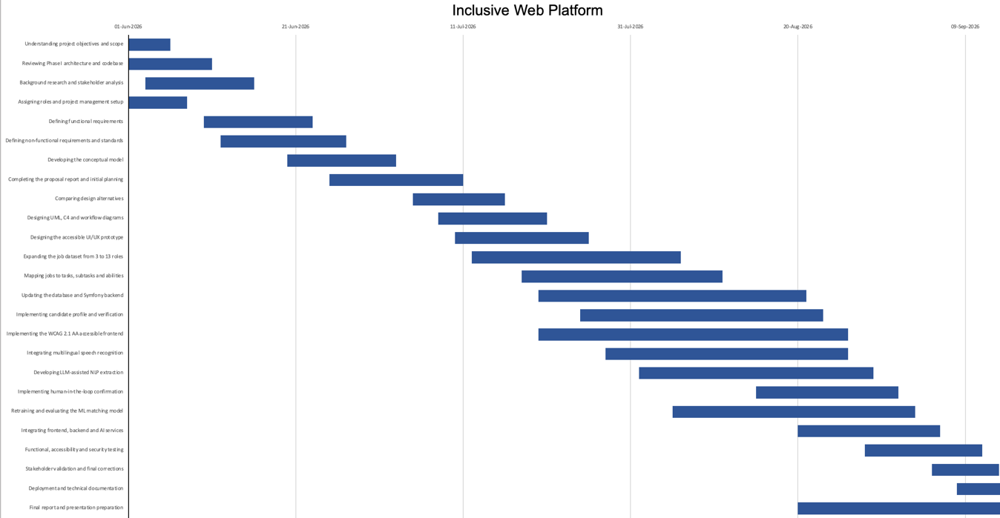 Inclusive Web Platform
01-Jun-2026 21-Jun-2026 11-Jul-2026 31-Jul-2026 20-Aug-2026 09-Sep-2026
Understanding project objectives and scope
Reviewing Phase I architecture and codebase
Background research and stakeholder analysis
Assigning roles and project management setup
Defining functional requirements
Defining non-functional requirements and standards
Developing the conceptual model
Completing the proposal report and initial planning
Comparing design alternatives
Designing UML, C4 and workflow diagrams
Designing the accessible UI/UX prototype
Expanding the job dataset from 3 to 13 roles
Mapping jobs to tasks, subtasks and abilities
Updating the database and Symfony backend
Implementing candidate profile and verification
Implementing the WCAG 2.1 AA accessible frontend
Integrating multilingual speech recognition
Developing LLM-assisted NLP extraction
Implementing human-in-the-loop confirmation
Retraining and evaluating the ML matching model
Integrating frontend, backend and AI services
Functional, accessibility and security testing
Stakeholder validation and final corrections
Deployment and technical documentation
Final report and presentation preparation